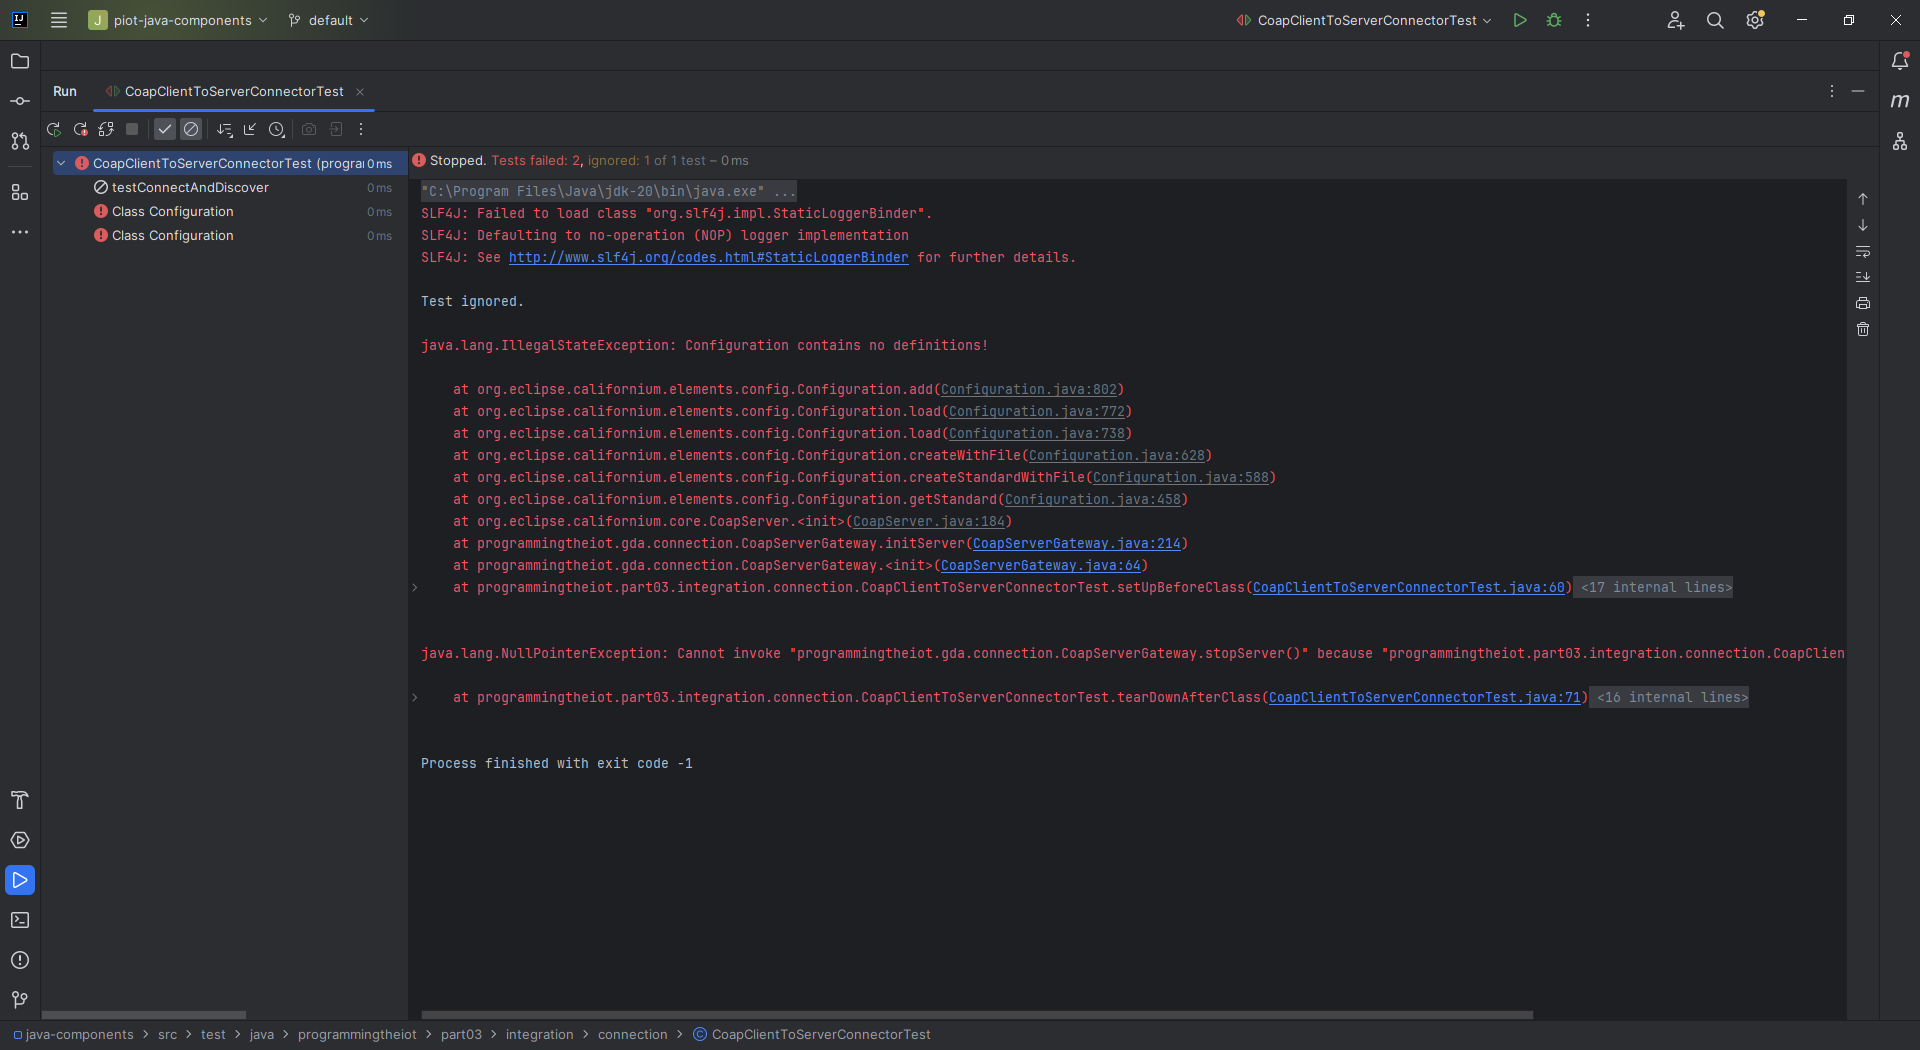 J piot-java-components default CoapClientToServerConnectorTest
Run CoapClientToServerConnectorTest
CoapClientToServerConnectorTest (progra 0 ms
testConnectAndDiscover 0 ms
Class Configuration 0 ms
Class Configuration 0 ms
Stopped. Tests failed: 2, ignored: 1 of 1 test – 0 ms
"C:\Program Files\Java\jdk-20\bin\java.exe" ...
SLF4J: Failed to load class "org.slf4j.impl.StaticLoggerBinder".
SLF4J: Defaulting to no-operation (NOP) logger implementation
SLF4J: See http://www.slf4j.org/codes.html#StaticLoggerBinder for further details.
Test ignored.
java.lang.IllegalStateException: Configuration contains no definitions!
at org.eclipse.californium.elements.config.Configuration.add(Configuration.java:802)
at org.eclipse.californium.elements.config.Configuration.load(Configuration.java:772)
at org.eclipse.californium.elements.config.Configuration.load(Configuration.java:738)
at org.eclipse.californium.elements.config.Configuration.createWithFile(Configuration.java:628)
at org.eclipse.californium.elements.config.Configuration.createStandardWithFile(Configuration.java:588)
at org.eclipse.californium.elements.config.Configuration.getStandard(Configuration.java:458)
at org.eclipse.californium.core.CoapServer.<init>(CoapServer.java:184)
at programmingtheiot.gda.connection.CoapServerGateway.initServer(CoapServerGateway.java:214)
at programmingtheiot.gda.connection.CoapServerGateway.<init>(CoapServerGateway.java:64)
at programmingtheiot.part03.integration.connection.CoapClientToServerConnectorTest.setUpBeforeClass(CoapClientToServerConnectorTest.java:60) <17 internal lines>
java.lang.NullPointerException: Cannot invoke "programmingtheiot.gda.connection.CoapServerGateway.stopServer()" because "programmingtheiot.part03.integration.connection.CoapClien
at programmingtheiot.part03.integration.connection.CoapClientToServerConnectorTest.tearDownAfterClass(CoapClientToServerConnectorTest.java:71) <16 internal lines>
Process finished with exit code -1
java-components > src > test > java > programmingtheiot > part03 > integration > connection > CoapClientToServerConnectorTest